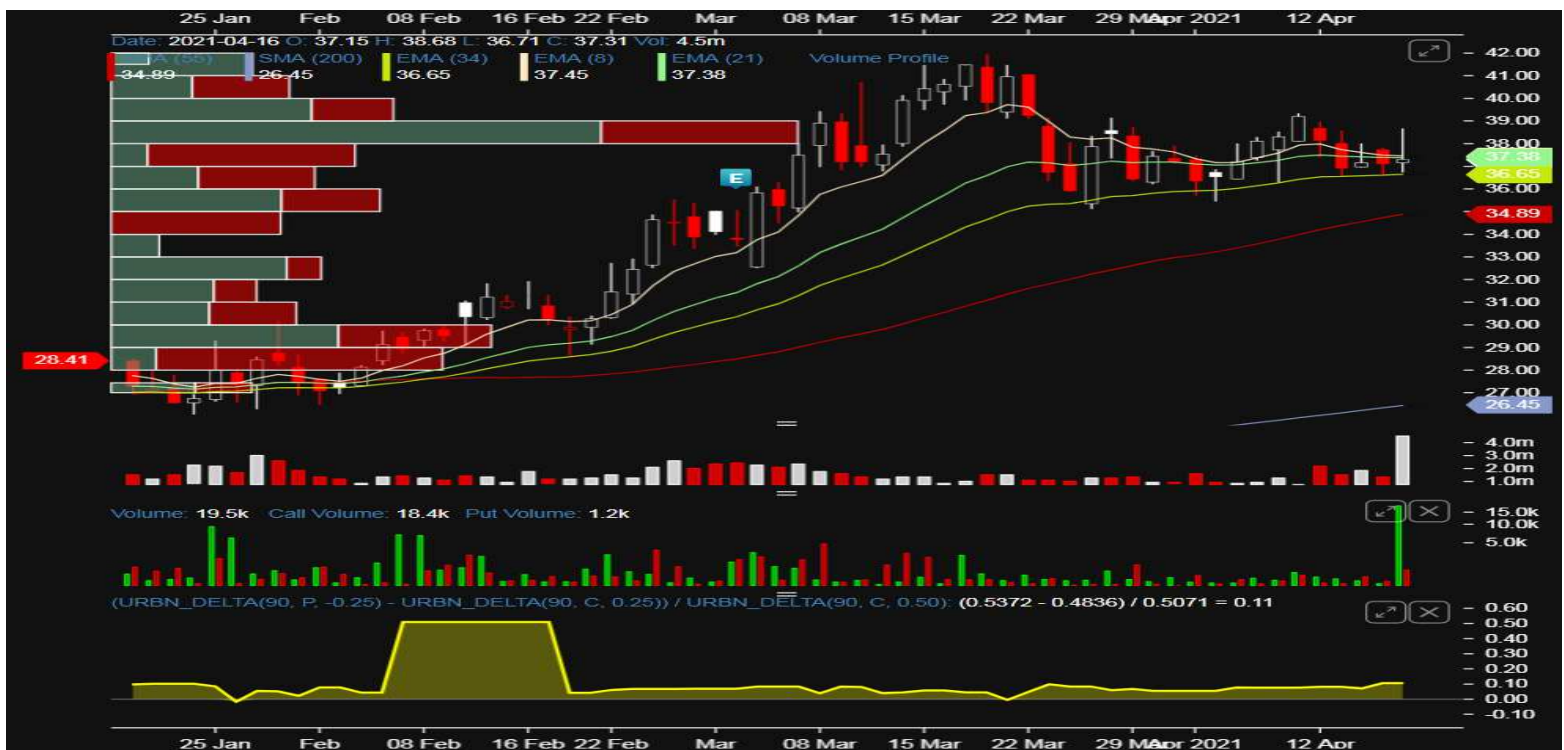 25 Jan Feb 08 Feb 16 Feb 22 Feb Mar 08 Mar 15 Mar 22 Mar 29 Mar Apr 2021 12 Apr
Date: 2021-04-16 O: 37.15 H: 38.68 L: 36.71 C: 37.31 Vol: 4.5m
(55) SMA (200) EMA (34) EMA (8) EMA (21) Volume Profile
34.89 26.45 36.65 37.45 37.38
42.00
41.00
40.00
39.00
38.00
37.38
36.65
36.00
34.89
34.00
33.00
32.00
31.00
30.00
29.00
28.41
28.00
27.00
26.45
E
4.0m
3.0m
2.0m
1.0m
Volume: 19.5k Call Volume: 18.4k Put Volume: 1.2k
15.0k
10.0k
5.0k
(URBN_DELTA(90, P, -0.25) - URBN_DELTA(90, C, 0.25)) / URBN_DELTA(90, C, 0.50): (0.5372 - 0.4836) / 0.5071 = 0.11
0.60
0.50
0.40
0.30
0.20
0.10
0.00
-0.10
25 Jan Feb 08 Feb 16 Feb 22 Feb Mar 08 Mar 15 Mar 22 Mar 29 Mar Apr 2021 12 Apr